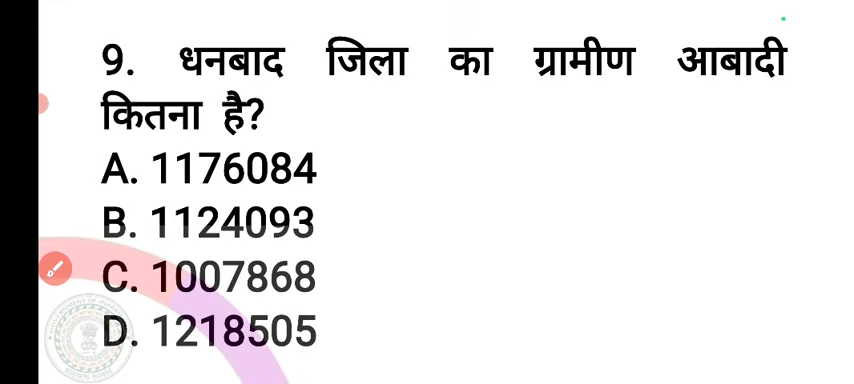 9. धनबाद जिला का ग्रामीण आबादी
कितना है?
A. 1176084
B. 1124093
C. 1007868
D. 1218505